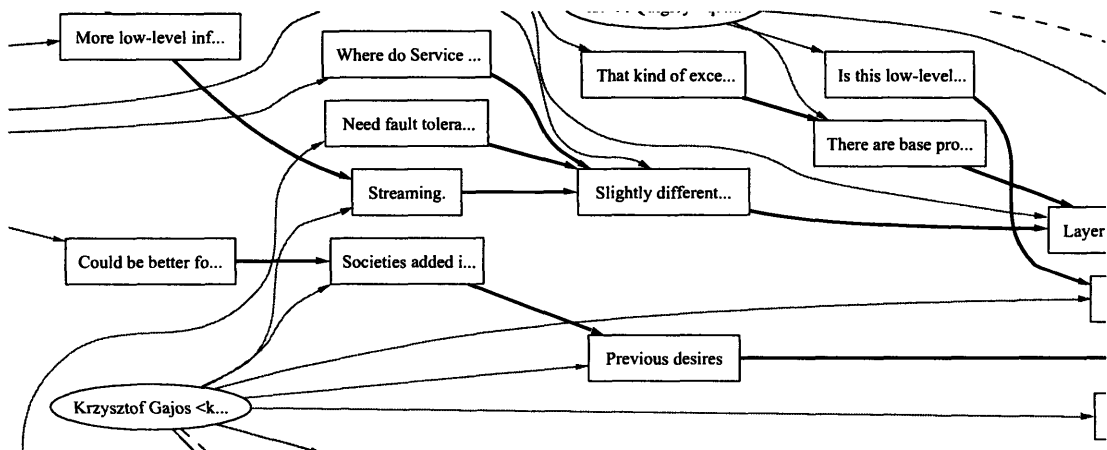 More low-level inf...
Where do Service ...
That kind of exce...
Is this low-level...
Need fault tolera...
There are base pro...
Streaming.
Slightly different...
Layer
Could be better fo...
Societies added i...
Previous desires
Krzysztof Gajos <k...